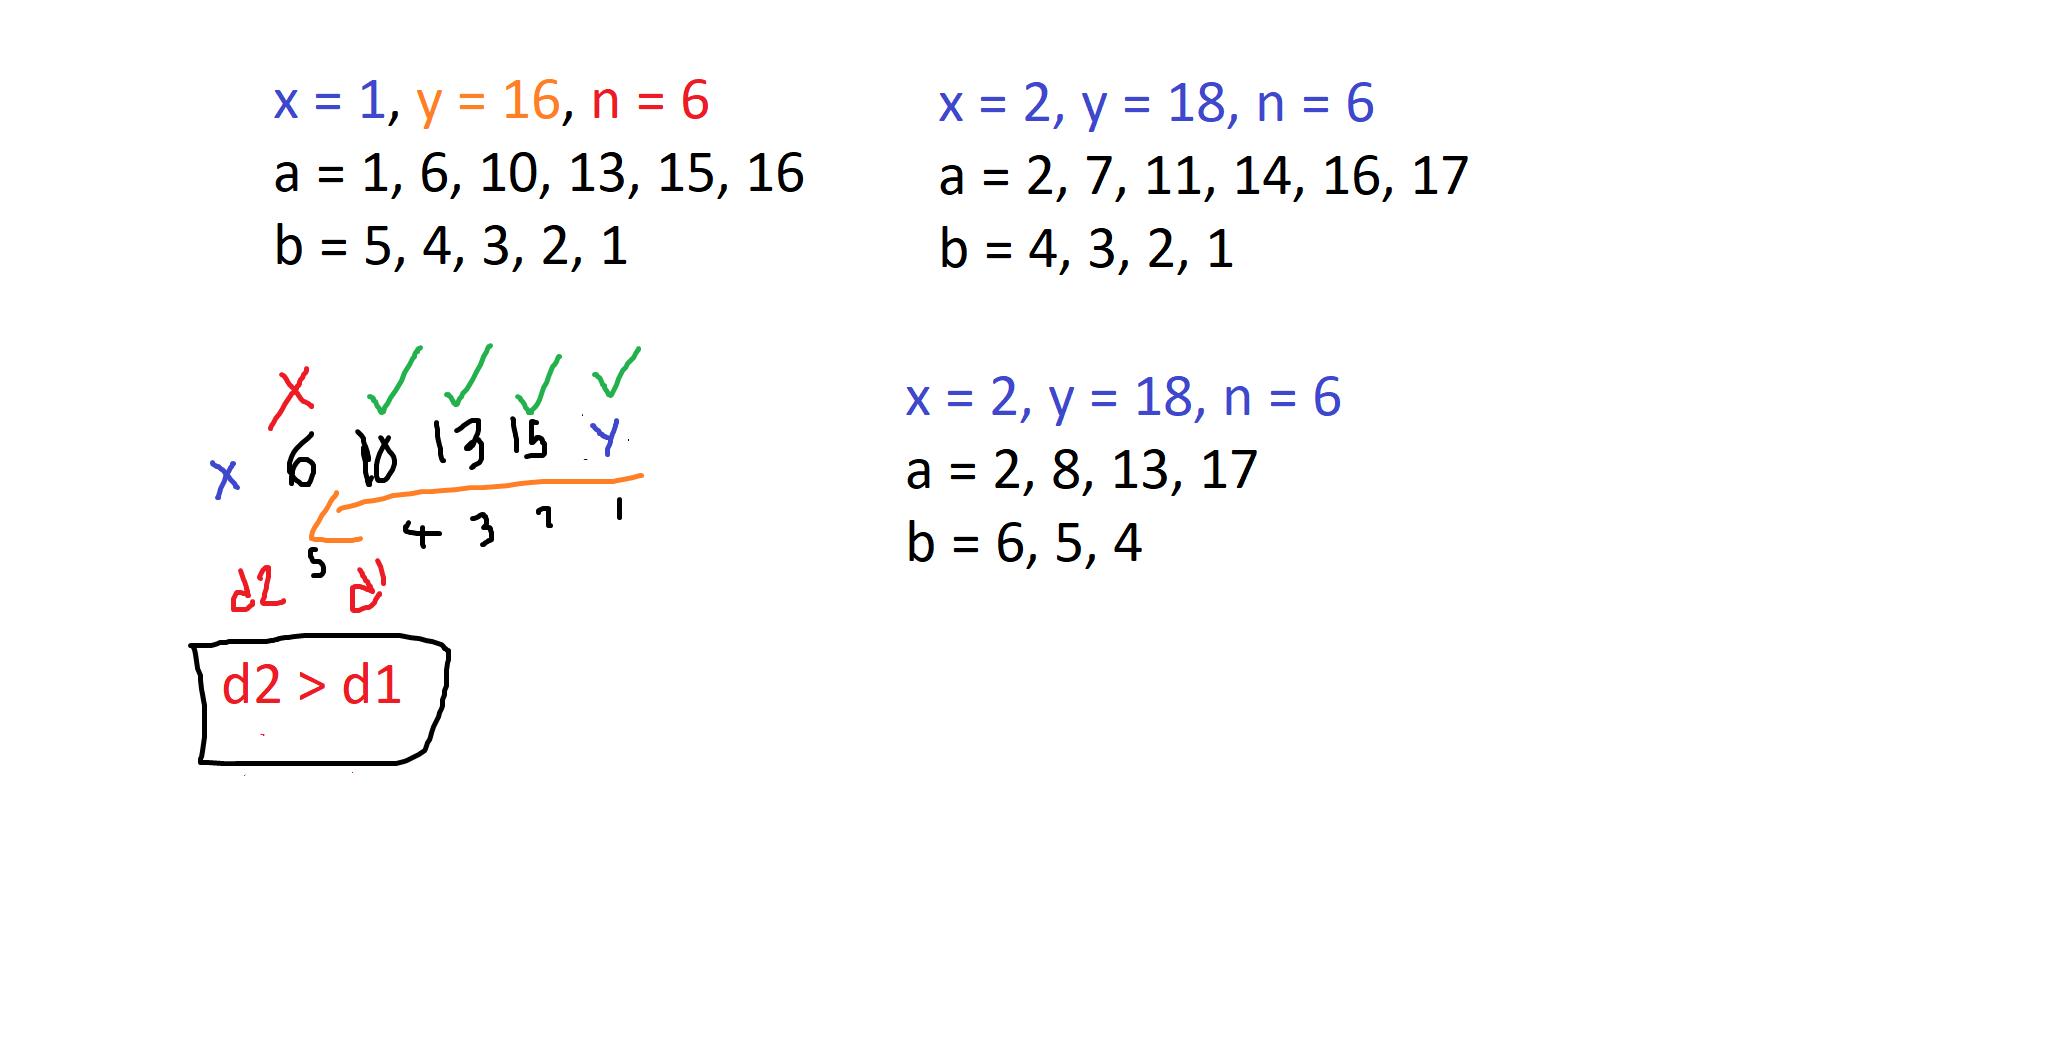 x = 1, y = 16, n = 6
a = 1, 6, 10, 13, 15, 16
b = 5, 4, 3, 2, 1
x = 2, y = 18, n = 6
a = 2, 7, 11, 14, 16, 17
b = 4, 3, 2, 1
x 6 10 13 15 y
5 4 3 2 1
d2 d1
d2 > d1
x = 2, y = 18, n = 6
a = 2, 8, 13, 17
b = 6, 5, 4